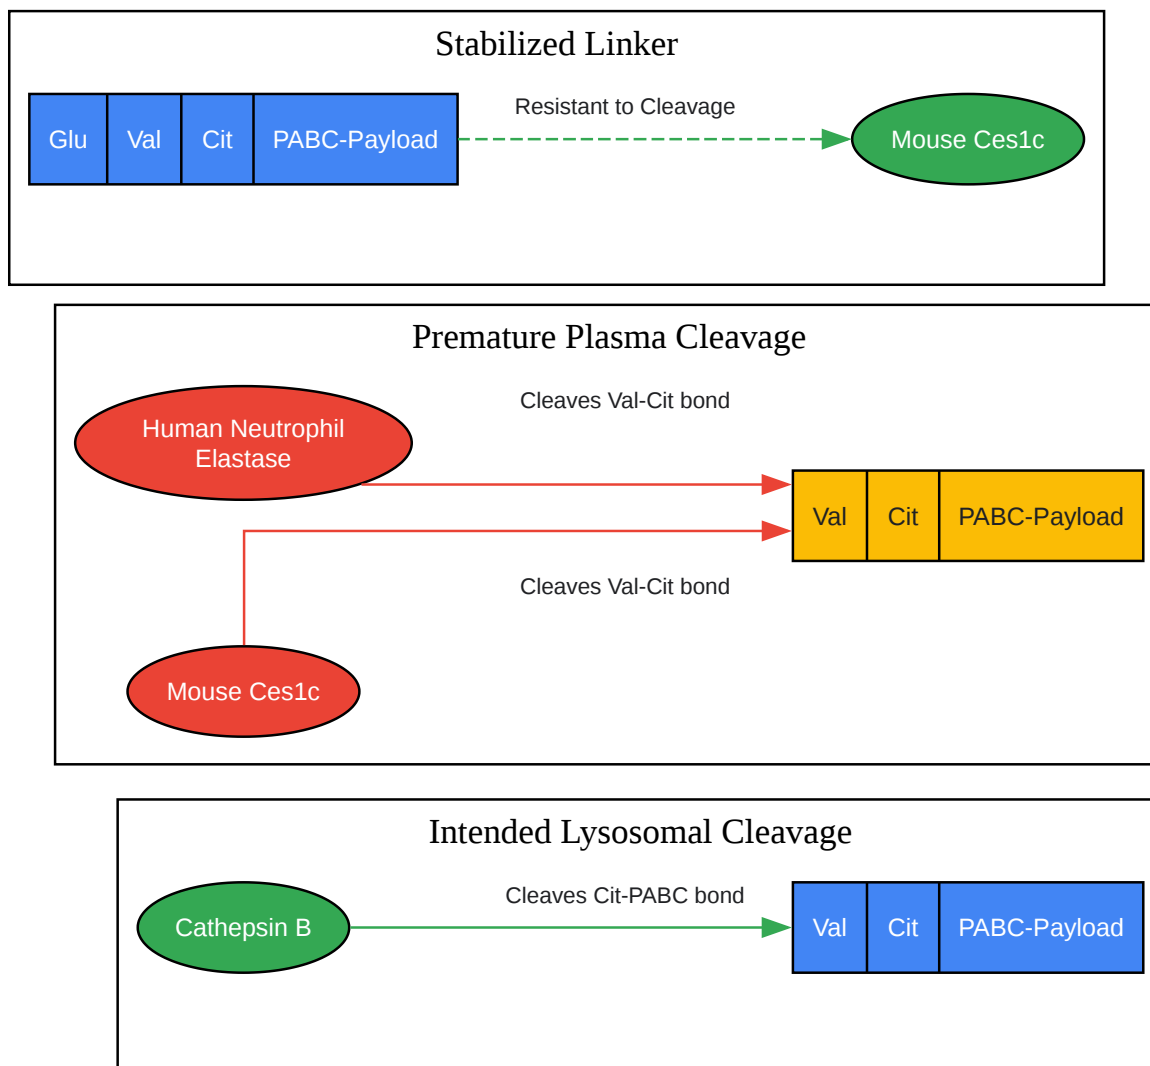 Stabilized Linker
Resistant to Cleavage
Glu Val Cit PABC-Payload
Mouse Ces1c
Premature Plasma Cleavage
Cleaves Val-Cit bond
Human Neutrophil
Elastase
Val Cit PABC-Payload
Cleaves Val-Cit bond
Mouse Ces1c
Intended Lysosomal Cleavage
Cleaves Cit-PABC bond
Cathepsin B
Val Cit PABC-Payload